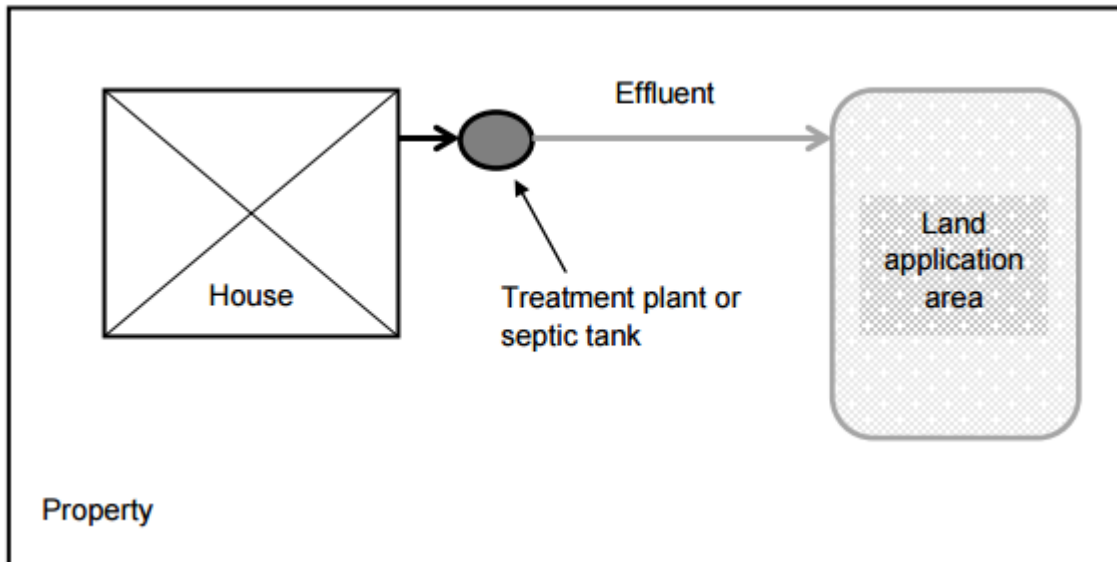 Effluent
House
Treatment plant or
septic tank
Land
application
area
Property